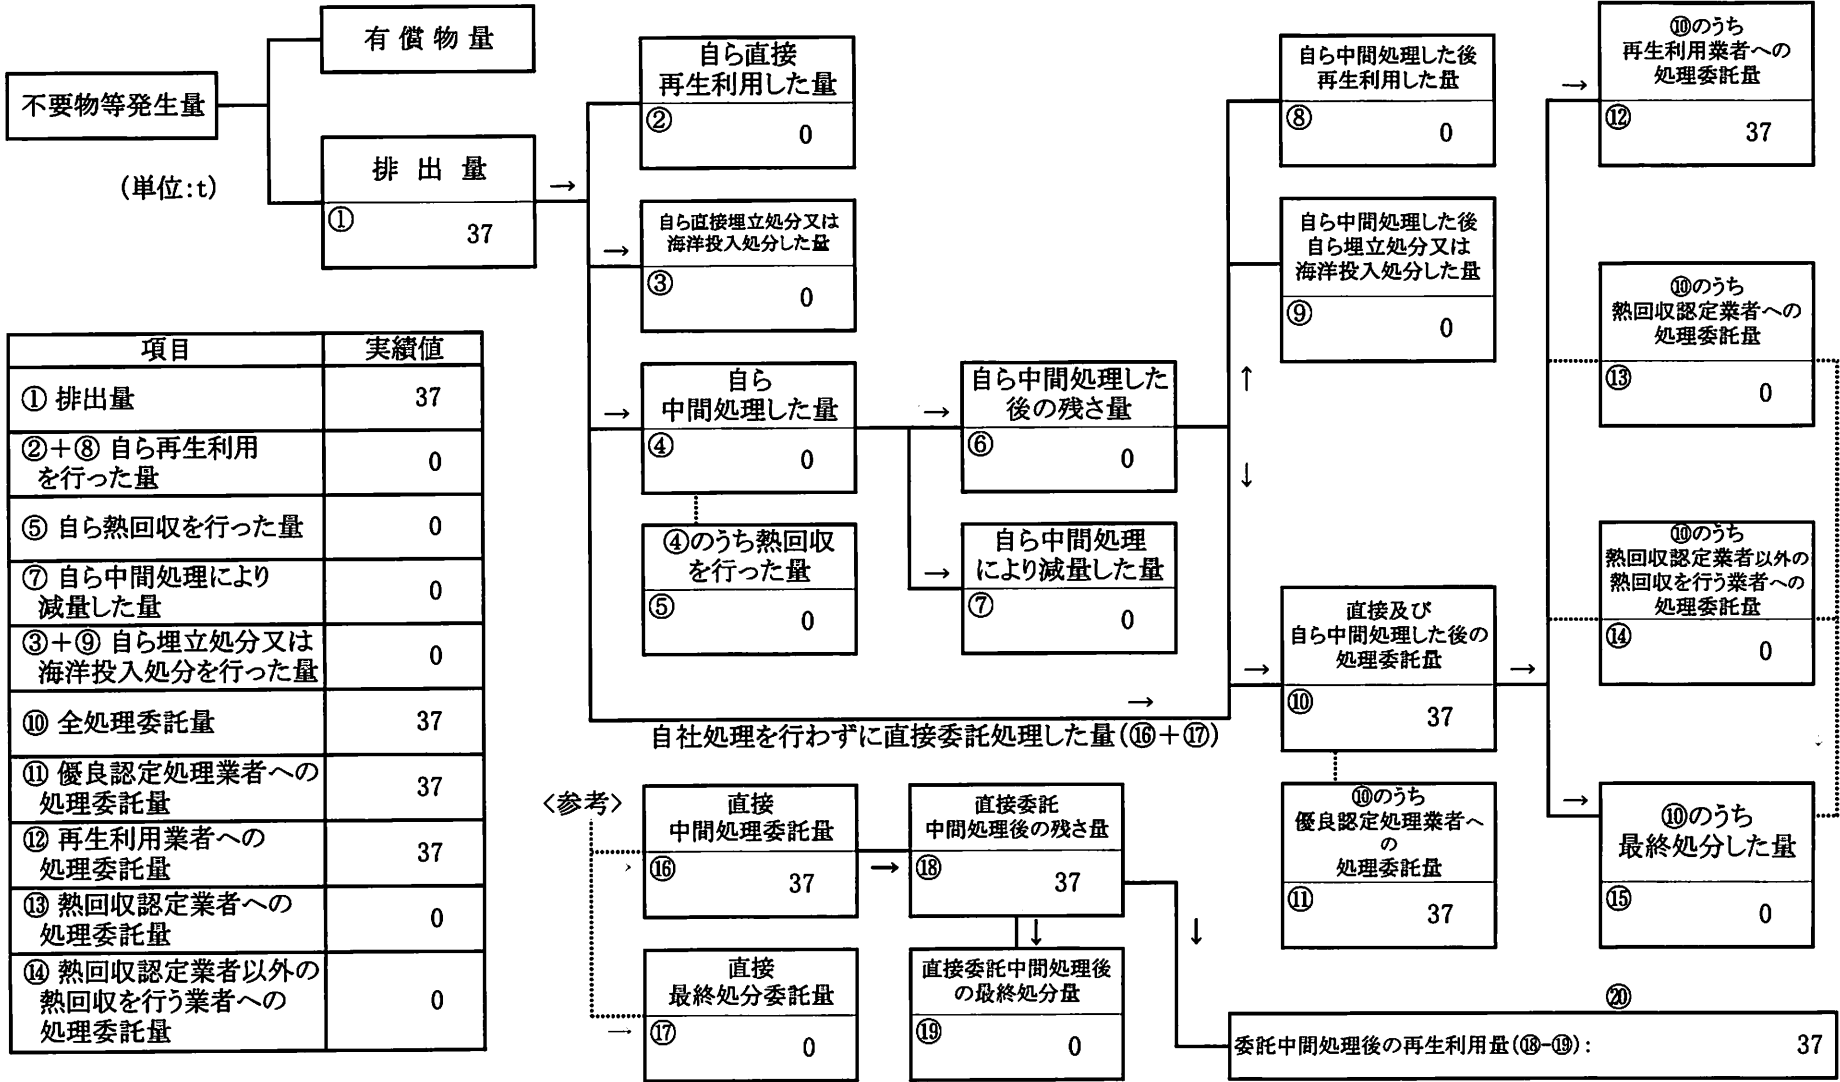 有償物量
不要物等発生量
排出量
①
37
(単位:t)
自ら直接
再生利用した量
②
0
自ら直接埋立処分又は
海洋投入処分した量
③
0
自ら
中間処理した量
④
0
④のうち熱回収
を行った量
⑤
0
自ら中間処理した
後の残さ量
⑥
0
自ら中間処理
により減量した量
⑦
0
自ら中間処理した後
再生利用した量
⑧
0
自ら中間処理した後
自ら埋立処分又は
海洋投入処分した量
⑨
0
直接及び
自ら中間処理した後の
処理委託量
⑩
37
⑩のうち
優良認定処理業者へ
の
処理委託量
⑪
37
⑩のうち
再生利用業者への
処理委託量
⑫
37
⑩のうち
熱回収認定業者への
処理委託量
⑬
0
⑩のうち
熱回収認定業者以外の
熱回収を行う業者への
処理委託量
⑭
0
⑩のうち
最終処分した量
⑮
0
自社処理を行わずに直接委託処理した量(⑯+⑰)
〈参考〉
直接
中間処理委託量
⑯
37
直接
最終処分委託量
⑰
0
直接委託
中間処理後の残さ量
⑱
37
直接委託中間処理後
の最終処分量
⑲
0
⑳
委託中間処理後の再生利用量(⑱-⑲): 37
項目 実績値
① 排出量 37
②+⑧ 自ら再生利用
を行った量 0
⑤ 自ら熱回収を行った量 0
⑦ 自ら中間処理により
減量した量 0
③+⑨ 自ら埋立処分又は
海洋投入処分を行った量 0
⑩ 全処理委託量 37
⑪ 優良認定処理業者への
処理委託量 37
⑫ 再生利用業者への
処理委託量 37
⑬ 熱回収認定業者への
処理委託量 0
⑭ 熱回収認定業者以外の
熱回収を行う業者への
処理委託量 0